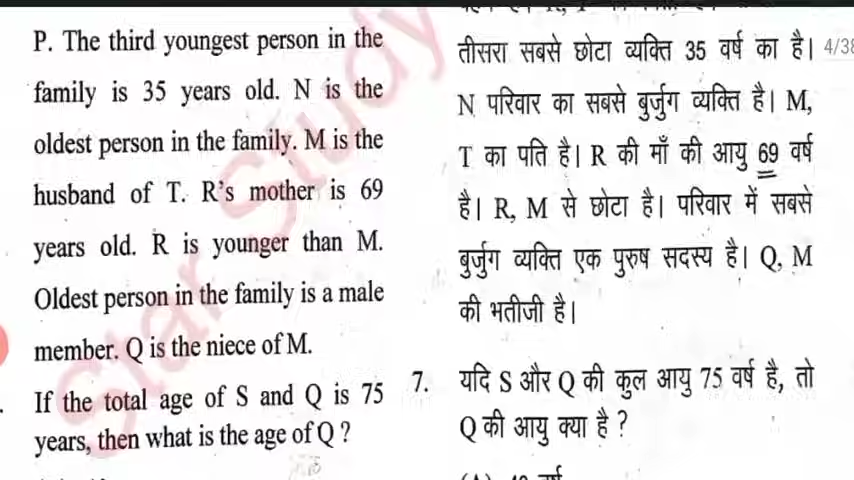 P. The third youngest person in the
family is 35 years old. N is the
oldest person in the family. M is the
husband of T. R's mother is 69
years old. R is younger than M.
Oldest person in the family is a male
member. Q is the niece of M.
If the total age of S and Q is 75
years, then what is the age of Q ?
तीसरा सबसे छोटा व्यक्ति 35 वर्ष का है।
N परिवार का सबसे बुर्जुग व्यक्ति है। M,
T का पति है। R की माँ की आयु 69 वर्ष
है। R, M से छोटा है। परिवार में सबसे
बुर्जुग व्यक्ति एक पुरुष सदस्य है। Q, M
की भतीजी है।
7. यदि S और Q की कुल आयु 75 वर्ष है, तो
Q की आयु क्या है ?
4/38
Star Study